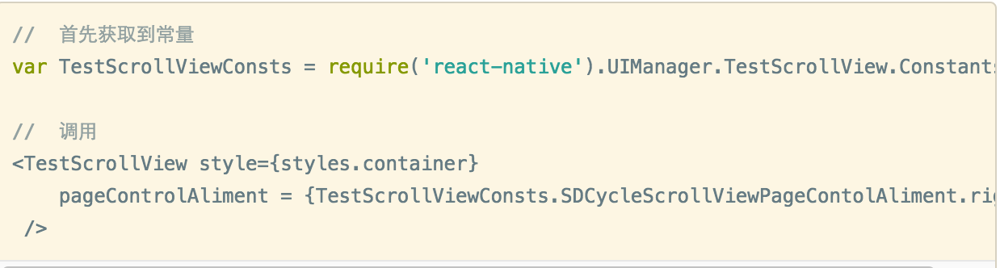 //  首先获取到常量
var TestScrollViewConsts = require('react-native').UIManager.TestScrollView.Constants
//  调用
<TestScrollView style={styles.container}
    pageControlAliment = {TestScrollViewConsts.SDCycleScrollViewPageContolAliment.ri
 />